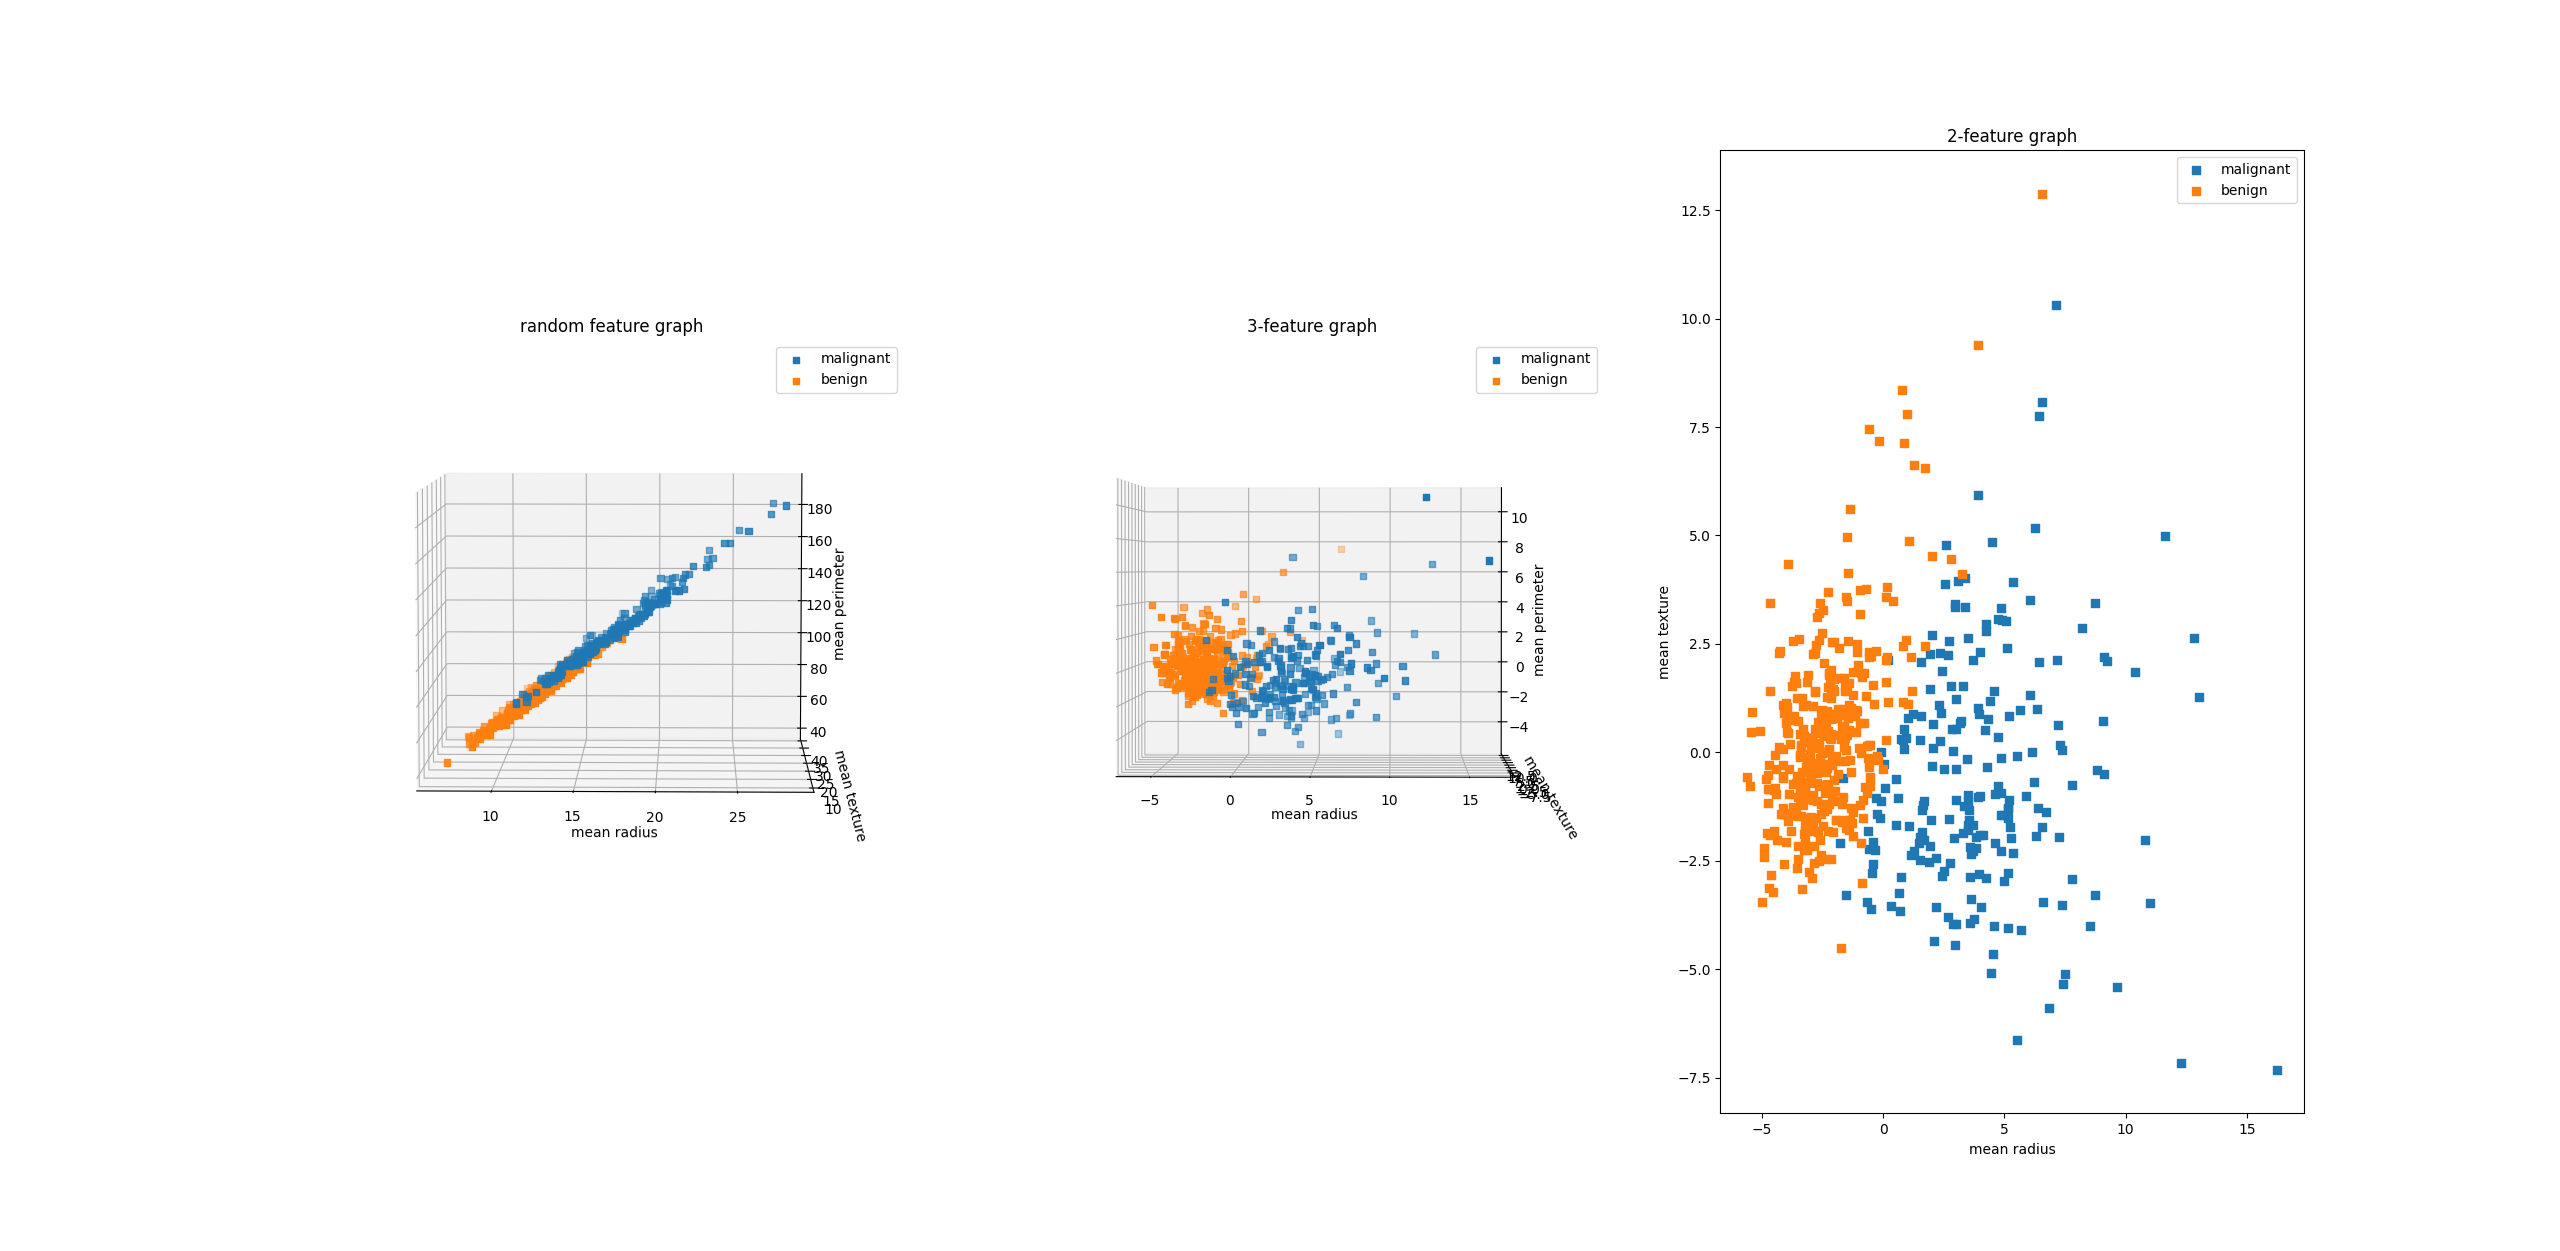 random feature graph
malignant
benign
180
160
140
120
100
80
60
40
mean perimeter
40
35
30
25
20
15
10
mean texture
10
15
20
25
mean radius
3-feature graph
malignant
benign
10
8
6
4
2
0
−2
−4
mean perimeter
mean texture
−5
0
5
10
15
mean radius
2-feature graph
malignant
benign
12.5
10.0
7.5
5.0
2.5
0.0
−2.5
−5.0
−7.5
mean texture
−5
0
5
10
15
mean radius